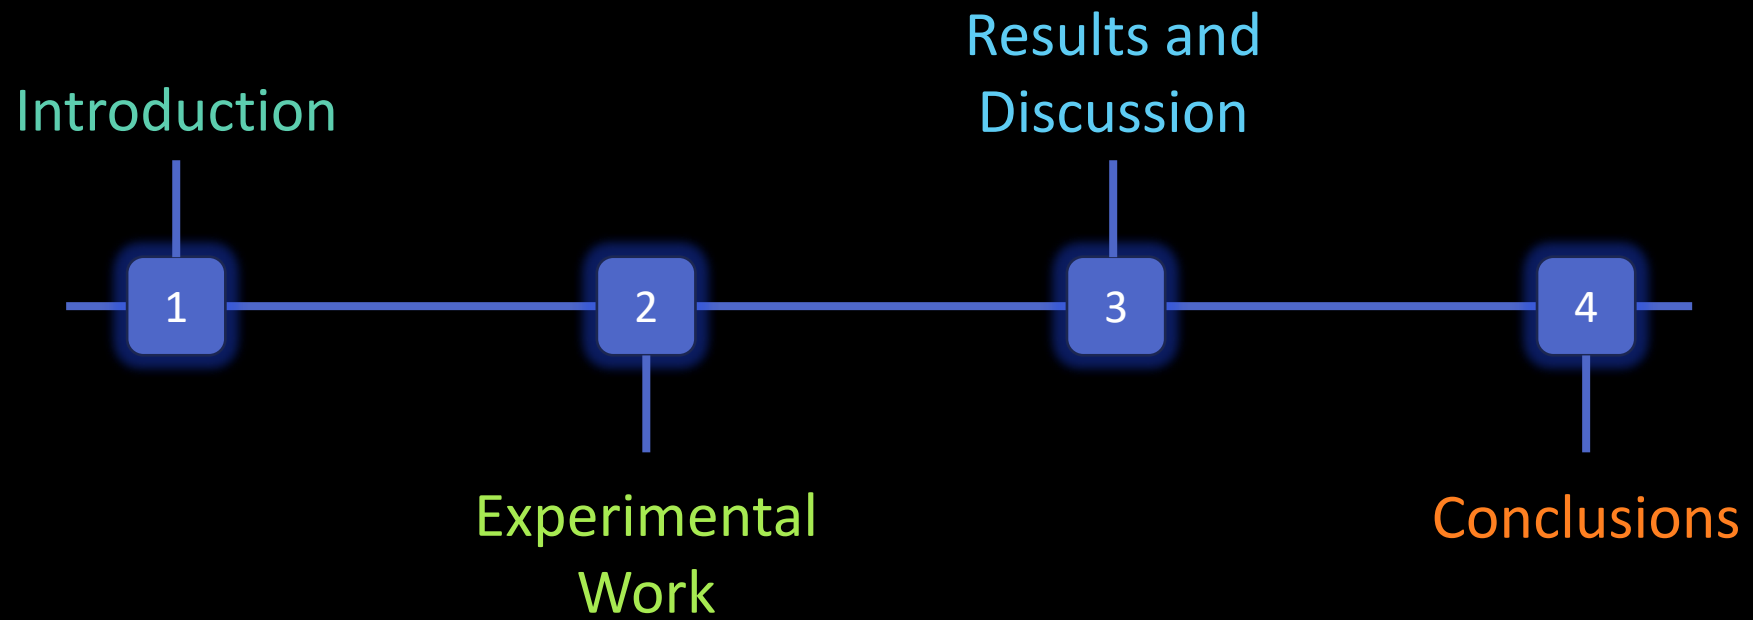 Introduction
1
2
Experimental
Work
Results and
Discussion
3
4
Conclusions